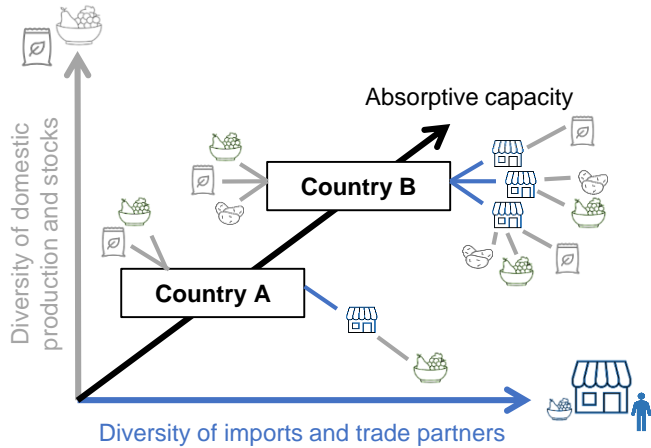 Absorptive capacity
Country B
Country A
Diversity of domestic
production and stocks
Diversity of imports and trade partners